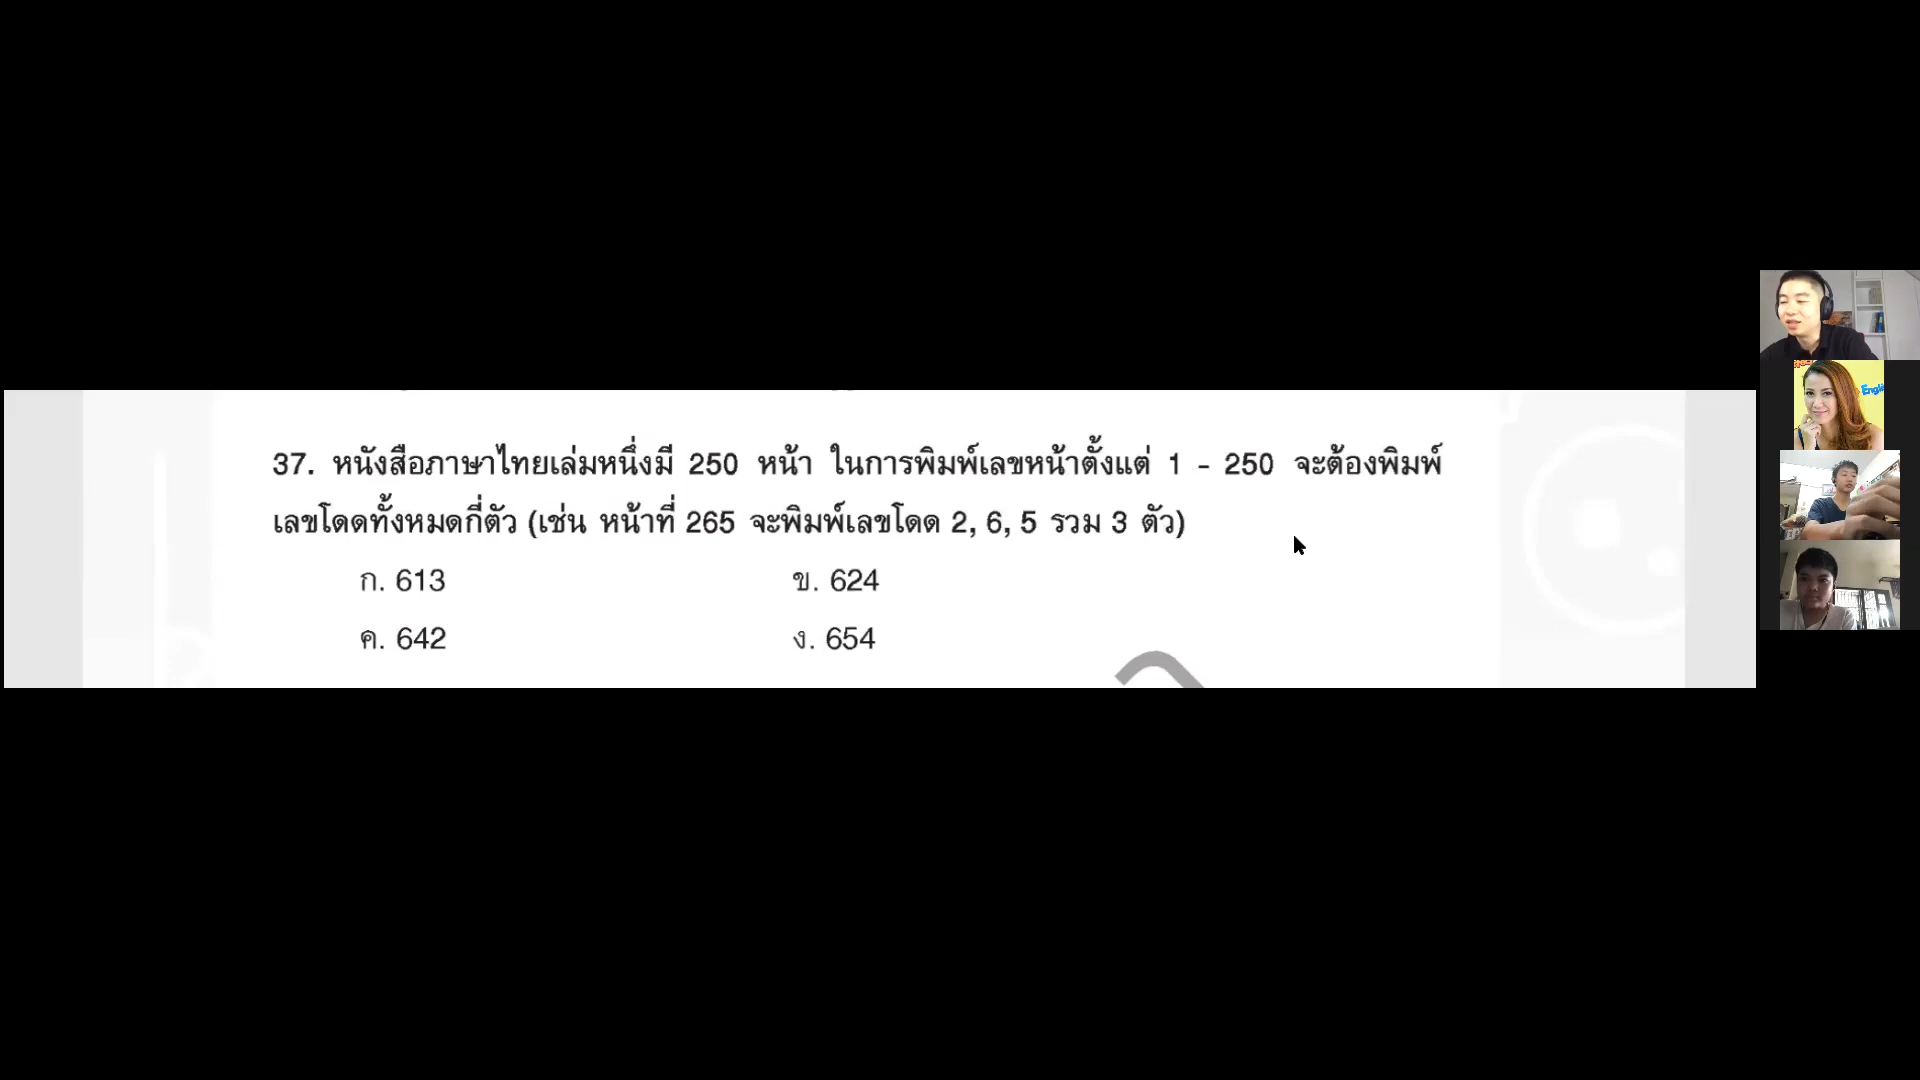 37. หนังสือภาษาไทยเล่มหนึ่งมี 250 หน้า ในการพิมพ์เลขหน้าตั้งแต่ 1 - 250 จะต้องพิมพ์
เลขโดดทั้งหมดกี่ตัว (เช่น หน้าที่ 265 จะพิมพ์เลขโดด 2, 6, 5 รวม 3 ตัว)
ก. 613 ข. 624
ค. 642 ง. 654